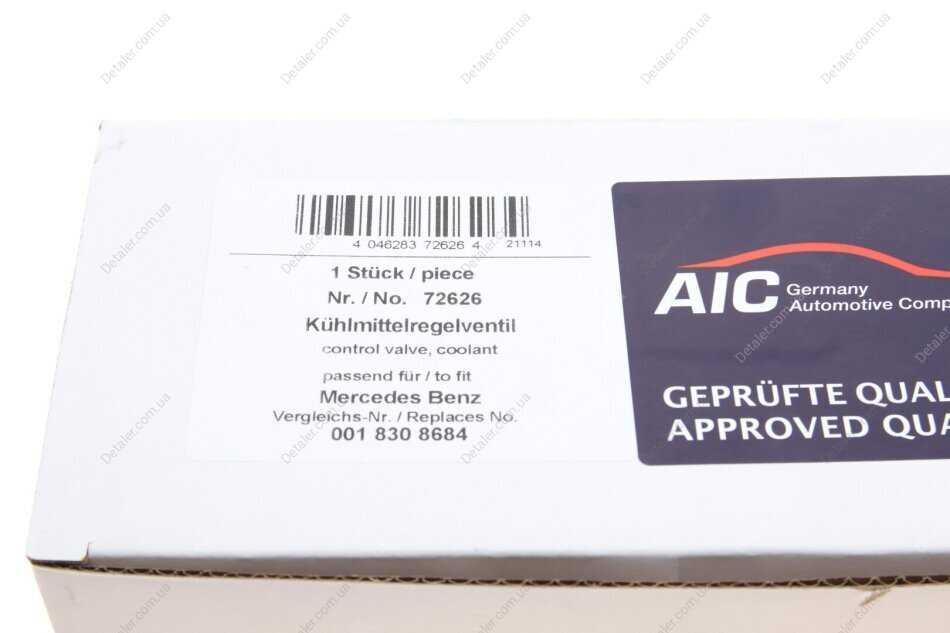 4 046283 72626 4 21114
1 Stück / piece
Nr. / No. 72626
Kühlmittelregelventil
control valve, coolant
passend für / to fit
Mercedes Benz
Vergleichs-Nr. / Replaces No.
001 830 8684
AIC Germany
Automotive Comp
GEPRÜFTE QUAL
APPROVED QUA
Detaler.com.ua